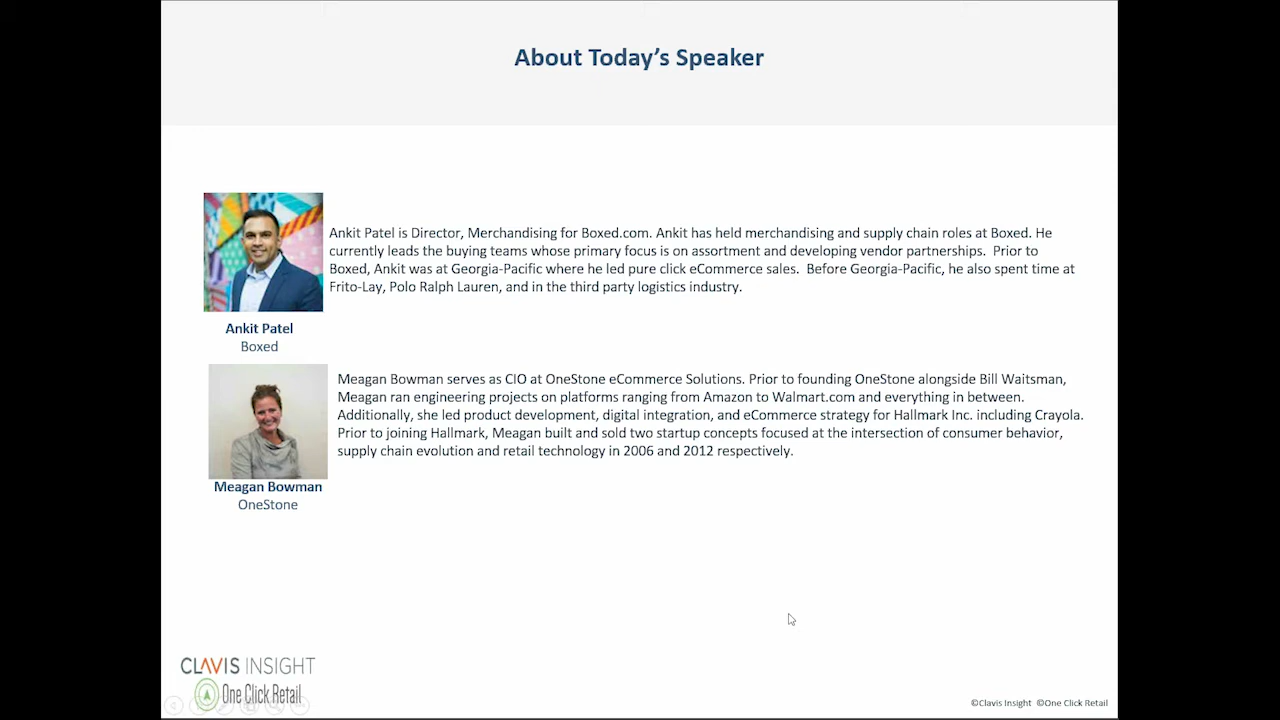 About Today’s Speaker
Ankit Patel is Director, Merchandising for Boxed.com. Ankit has held merchandising and supply chain roles at Boxed. He
currently leads the buying teams whose primary focus is on assortment and developing vendor partnerships. Prior to
Boxed, Ankit was at Georgia-Pacific where he led pure click eCommerce sales. Before Georgia-Pacific, he also spent time at
Frito-Lay, Polo Ralph Lauren, and in the third party logistics industry.
Ankit Patel
Boxed
Meagan Bowman serves as CIO at OneStone eCommerce Solutions. Prior to founding OneStone alongside Bill Waitsman,
Meagan ran engineering projects on platforms ranging from Amazon to Walmart.com and everything in between.
Additionally, she led product development, digital integration, and eCommerce strategy for Hallmark Inc. including Crayola.
Prior to joining Hallmark, Meagan built and sold two startup concepts focused at the intersection of consumer behavior,
supply chain evolution and retail technology in 2006 and 2012 respectively.
Meagan Bowman
OneStone
CLAVIS INSIGHT
One Click Retail
©Clavis Insight ©One Click Retail